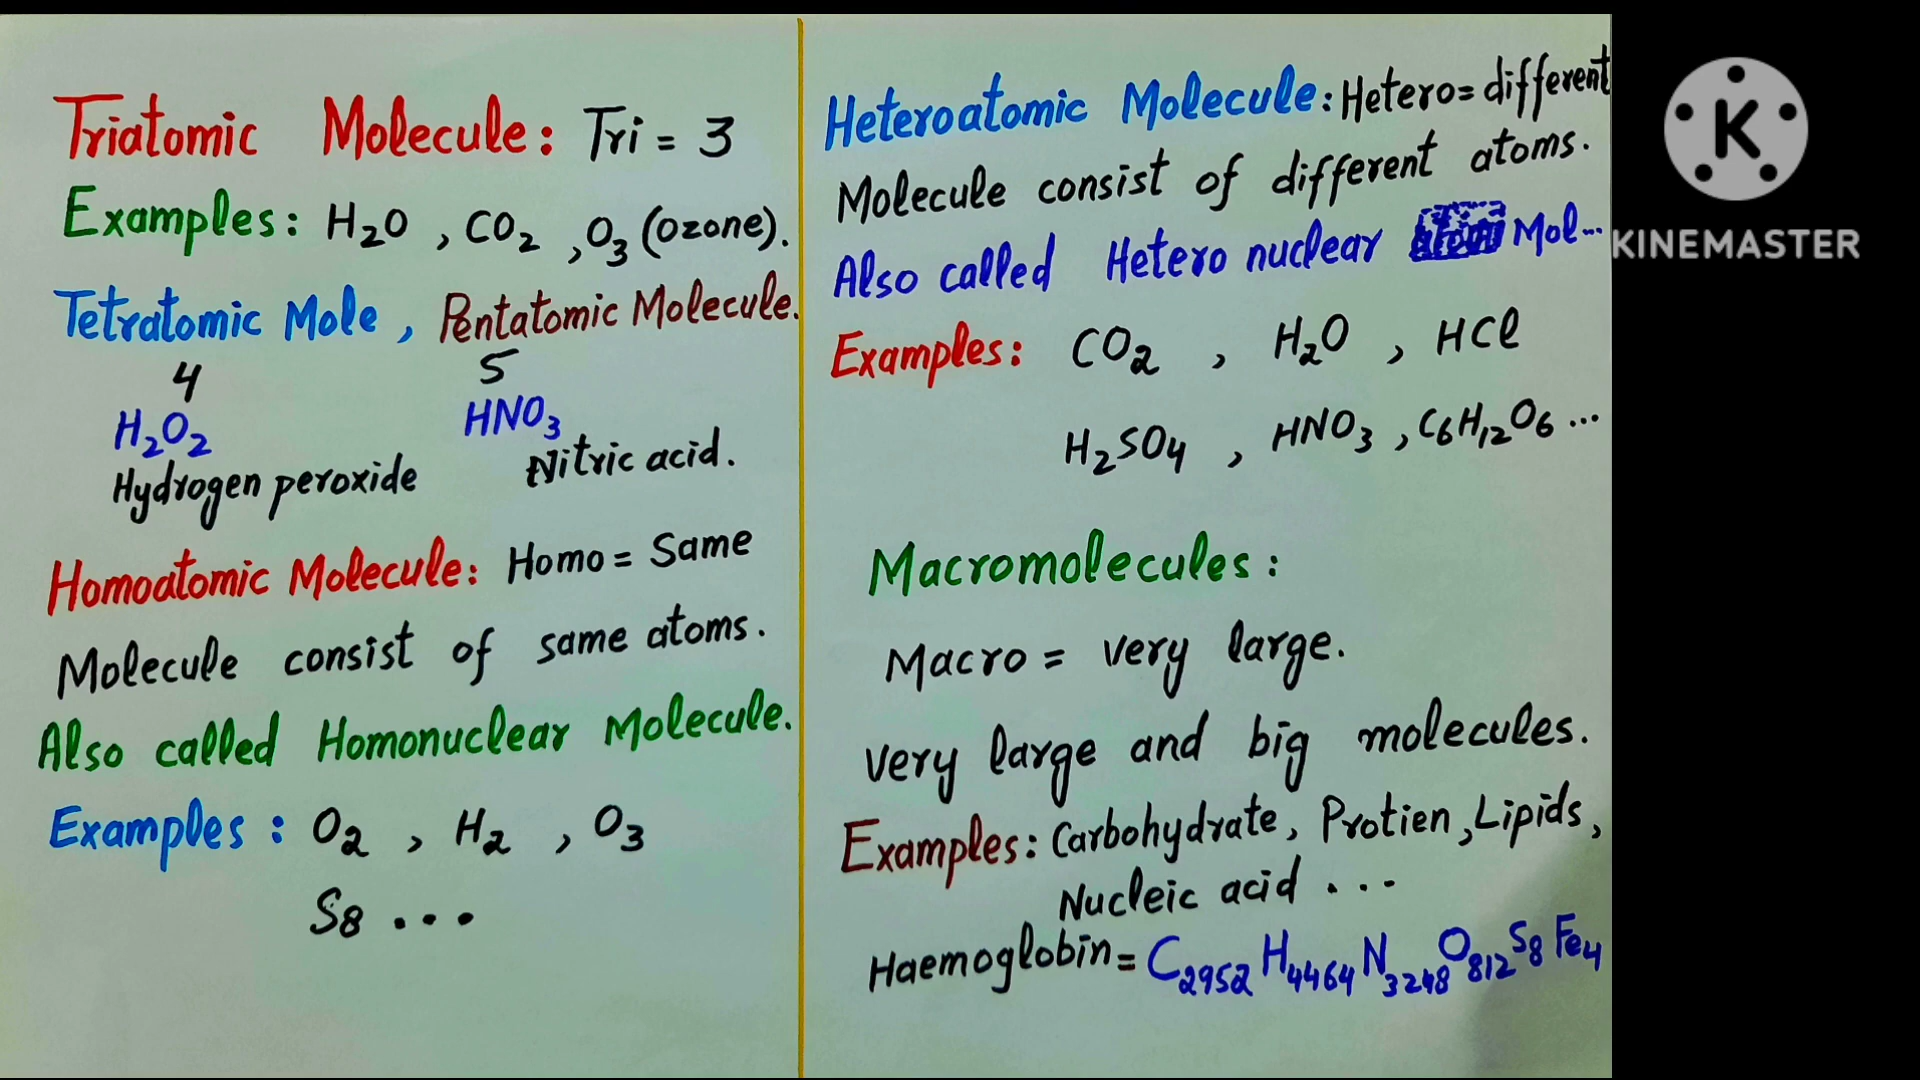 Triatomic Molecule: Tri = 3
Examples: H₂O , CO₂ , O₃ (Ozone).
Tetratomic Mole , Pentatomic Molecule.
4 5
H₂O₂ HNO₃
Hydrogen peroxide Nitric acid.
Homoatomic Molecule: Homo = Same
Molecule consist of same atoms.
Also called Homonuclear Molecule.
Examples : O₂ , H₂ , O₃
S₈ ...
Heteroatomic Molecule: Hetero = different
Molecule consist of different atoms.
Also called Hetero nuclear Mol...
Examples: CO₂ , H₂O , HCl
H₂SO₄ , HNO₃ , C₆H₁₂O₆ ...
Macromolecules :
Macro = very large.
very large and big molecules.
Examples: Carbohydrate, Protien, Lipids,
Nucleic acid ...
Haemoglobin = C₂₉₅₂ H₄₄₆₄ N₃₂₄₈ O₈₁₂ S₈ Fe₄
K
KINEMASTER